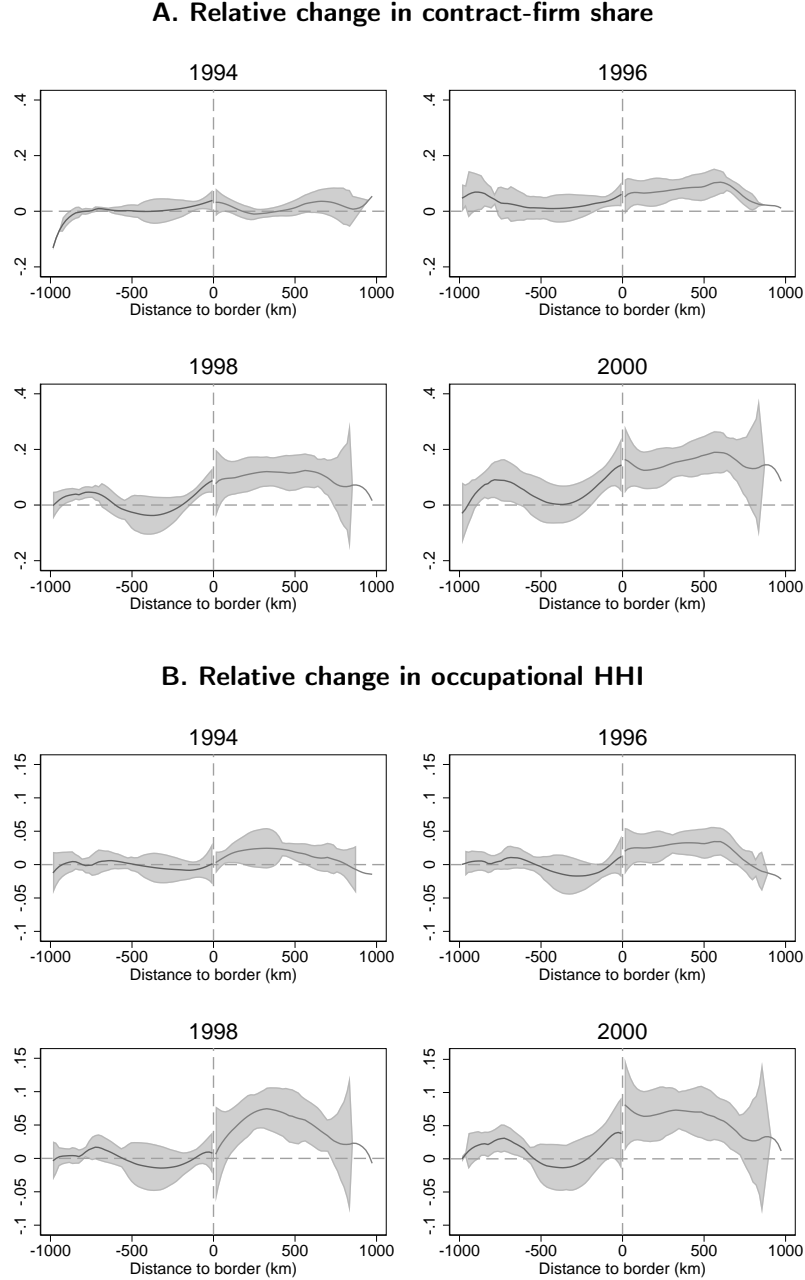 A. Relative change in contract-firm share
1994
1996
.4
.2
0
-.2
-1000 -500 0 500 1000
Distance to border (km)
.4
.2
0
-.2
-1000 -500 0 500 1000
Distance to border (km)
1998
2000
.4
.2
0
-.2
-1000 -500 0 500 1000
Distance to border (km)
.4
.2
0
-.2
-1000 -500 0 500 1000
Distance to border (km)
B. Relative change in occupational HHI
1994
1996
.15
.1
.05
0
-.05
-.1
-1000 -500 0 500 1000
Distance to border (km)
.15
.1
.05
0
-.05
-.1
-1000 -500 0 500 1000
Distance to border (km)
1998
2000
.15
.1
.05
0
-.05
-.1
-1000 -500 0 500 1000
Distance to border (km)
.15
.1
.05
0
-.05
-.1
-1000 -500 0 500 1000
Distance to border (km)